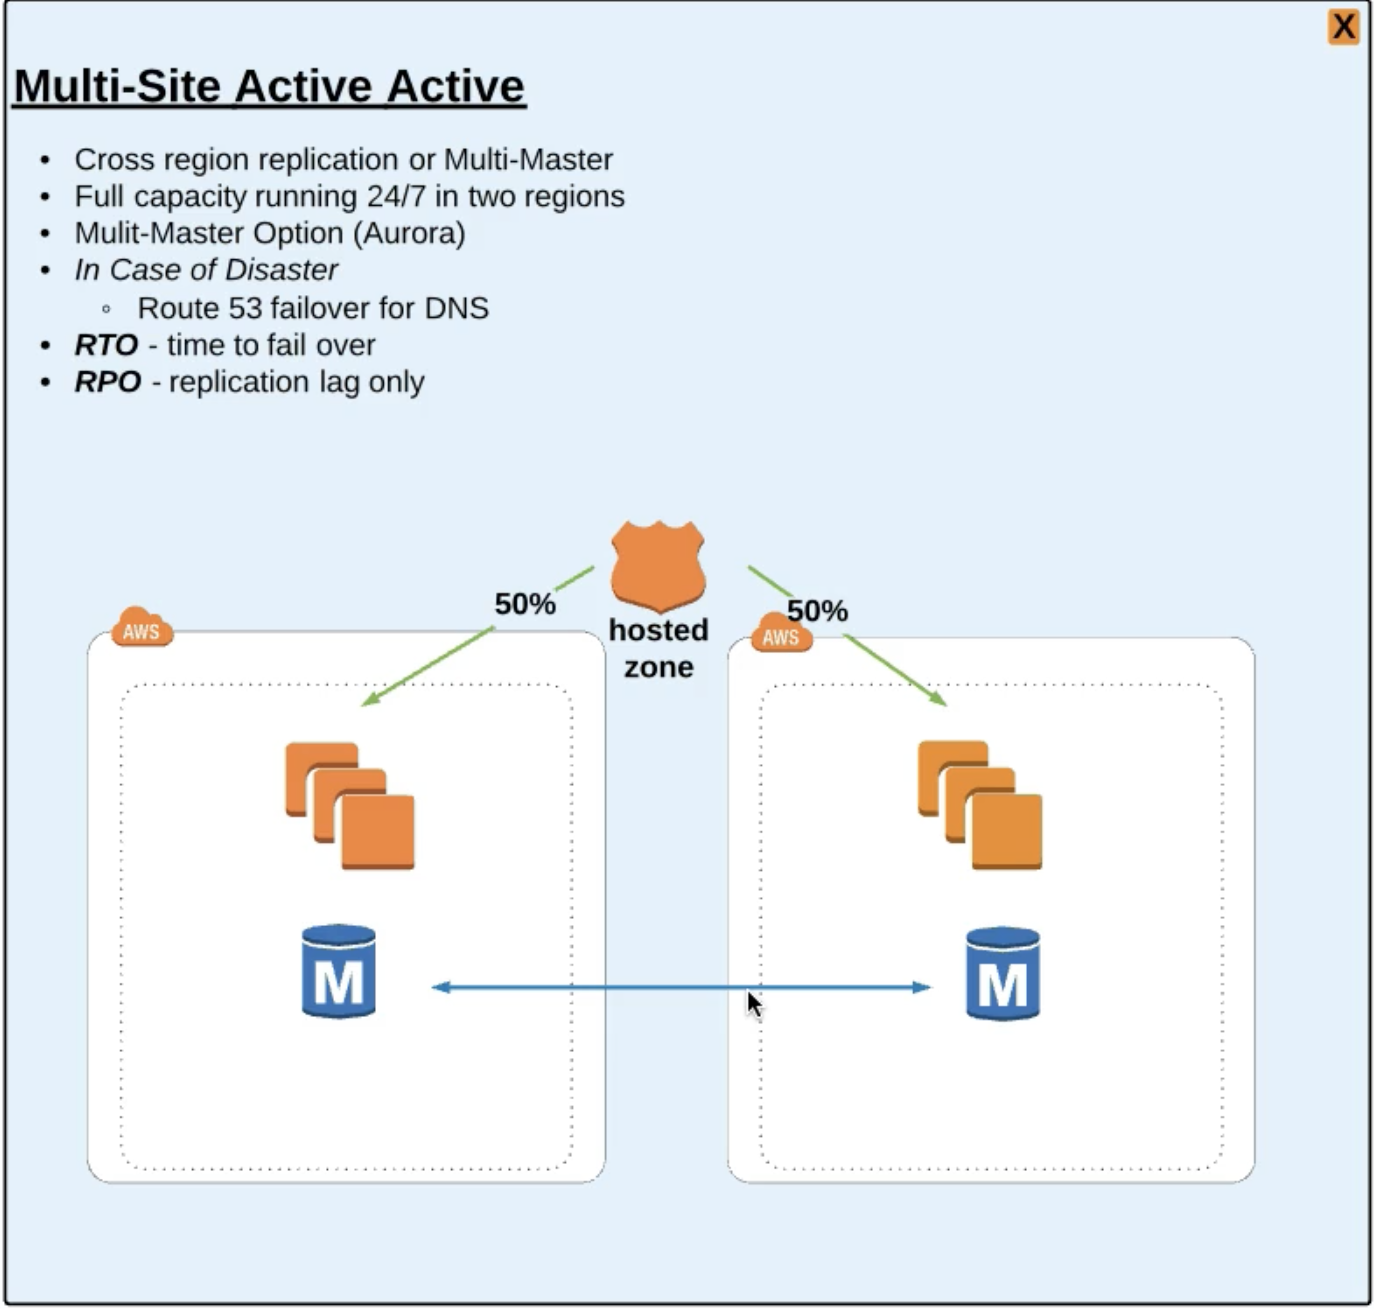 X
Multi-Site Active Active
• Cross region replication or Multi-Master
• Full capacity running 24/7 in two regions
• Mulit-Master Option (Aurora)
• In Case of Disaster
◦ Route 53 failover for DNS
• RTO - time to fail over
• RPO - replication lag only
50%
50%
AWS
hosted
zone
AWS
M
M